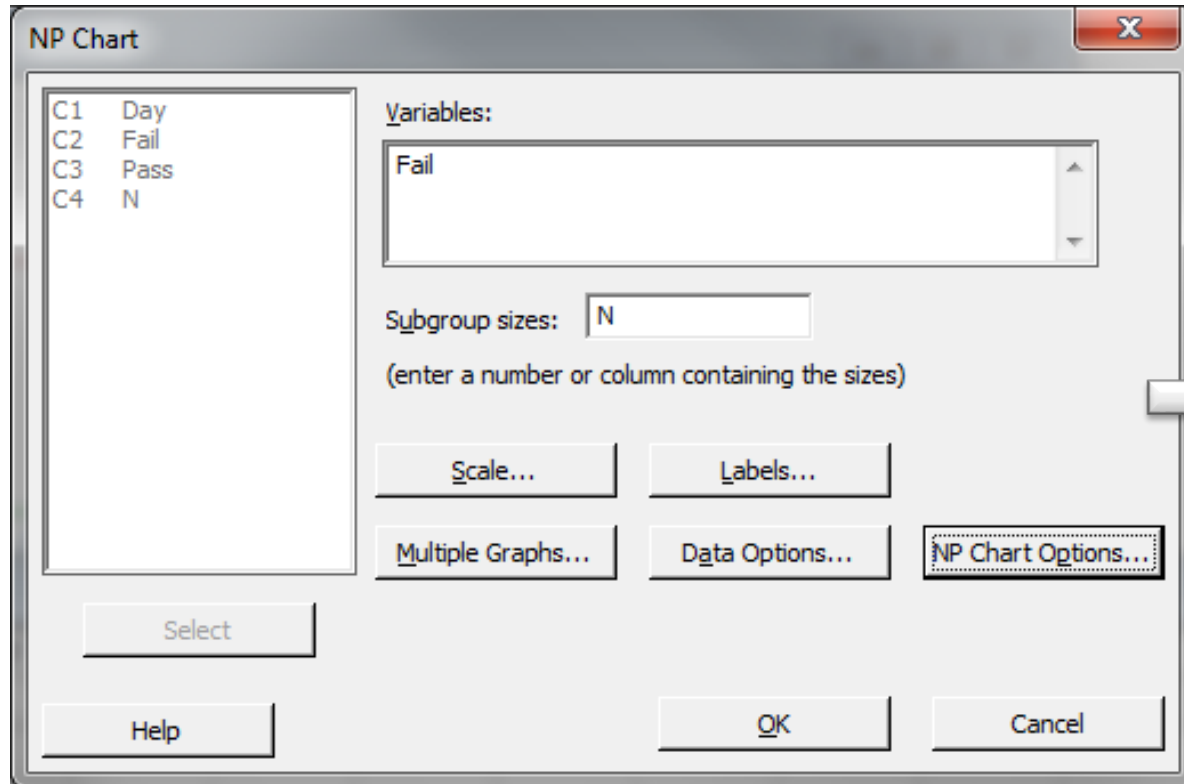 NP Chart
X
C1 Day
C2 Fail
C3 Pass
C4 N
Variables:
Fail
Subgroup sizes: N
(enter a number or column containing the sizes)
Scale...
Labels...
Multiple Graphs...
Data Options...
NP Chart Options...
Select
Help
OK
Cancel